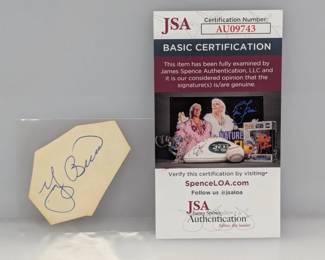 JSA
Certification Number:
AU09743
BASIC CERTIFICATION
This item has been fully examined by
James Spence Authentication, LLC and
it is our considered opinion that the
signature(s) is/are genuine.
Verify this certification by visiting
SpenceLOA.com
Follow us @jsaloa
JSA
James Spence
Authentication